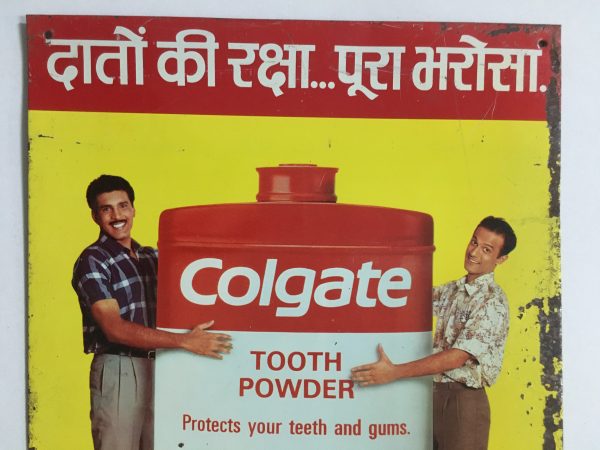 दातों की रक्षा...पूरा भरोसा.
Colgate
TOOTH
POWDER
Protects your teeth and gums.